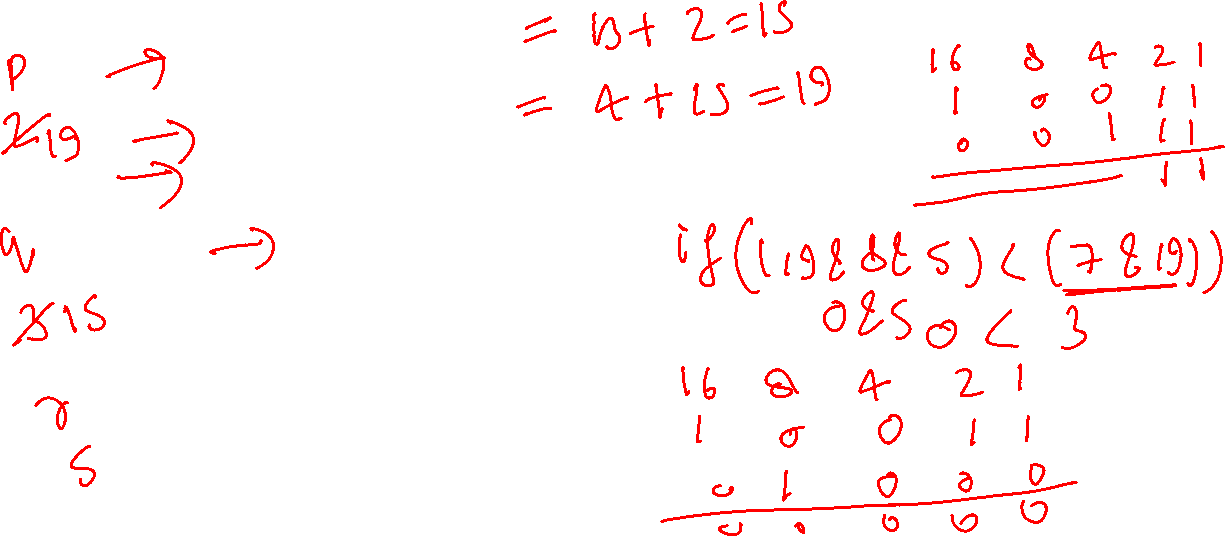 = 13 + 2 = 15
= 4 + 15 = 19
p →
19 →
→
q →
15
r
5
16 8 4 2 1
1 0 0 1 1
0 0 1 1 1
1 1
if((19 & 8 & 5) < (7 & 19))
0 & 5 0 < 3
16 8 4 2 1
1 0 0 1 1
0 1 0 0 0
0 0 0 0 0